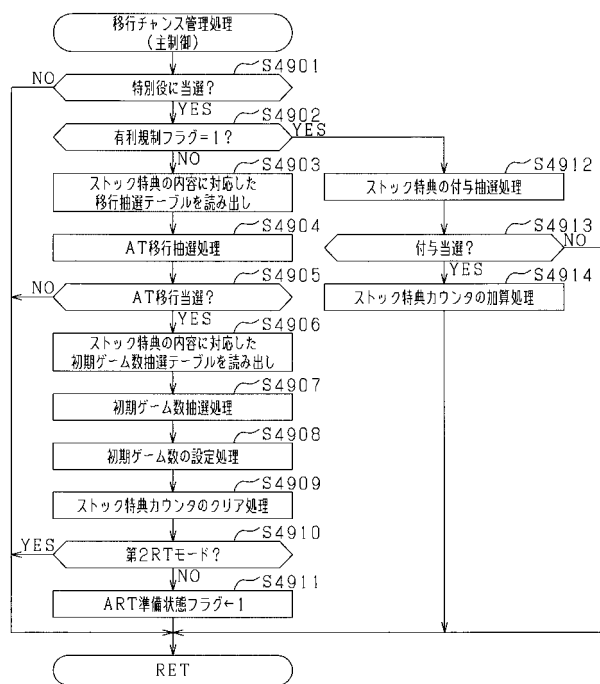 移行チャンス管理処理
(主制御)
S4901
NO
特別役に当選?
YES
S4902
有利規制フラグ=1?
YES
NO
S4903
ストック特典の内容に対応した
移行抽選テーブルを読み出し
S4904
AT移行抽選処理
S4905
NO
AT移行当選?
YES
S4906
ストック特典の内容に対応した
初期ゲーム数抽選テーブルを読み出し
S4907
初期ゲーム数抽選処理
S4908
初期ゲーム数の設定処理
S4909
ストック特典カウンタのクリア処理
S4910
YES
第2RTモード?
NO
S4911
ART準備状態フラグ←1
S4912
ストック特典の付与抽選処理
S4913
付与当選?
NO
YES
S4914
ストック特典カウンタの加算処理
RET